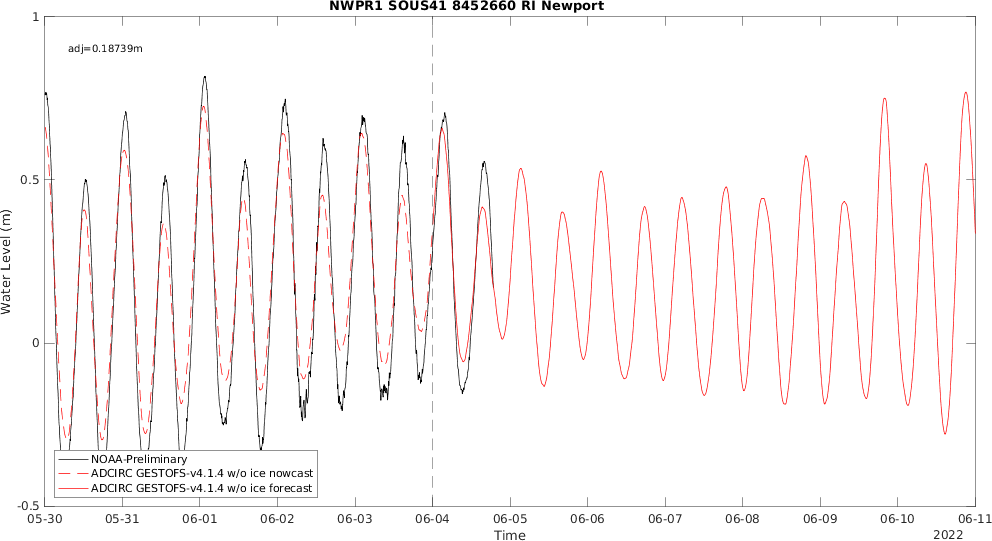 NWPR1 SOUS41 8452660 RI Newport
1
adj=0.18739m
0.5
Water Level (m)
0
NOAA-Preliminary
ADCIRC GESTOFS-v4.1.4 w/o ice nowcast
ADCIRC GESTOFS-v4.1.4 w/o ice forecast
-0.5
05-30 05-31 06-01 06-02 06-03 06-04 06-05 06-06 06-07 06-08 06-09 06-10 06-11
Time
2022